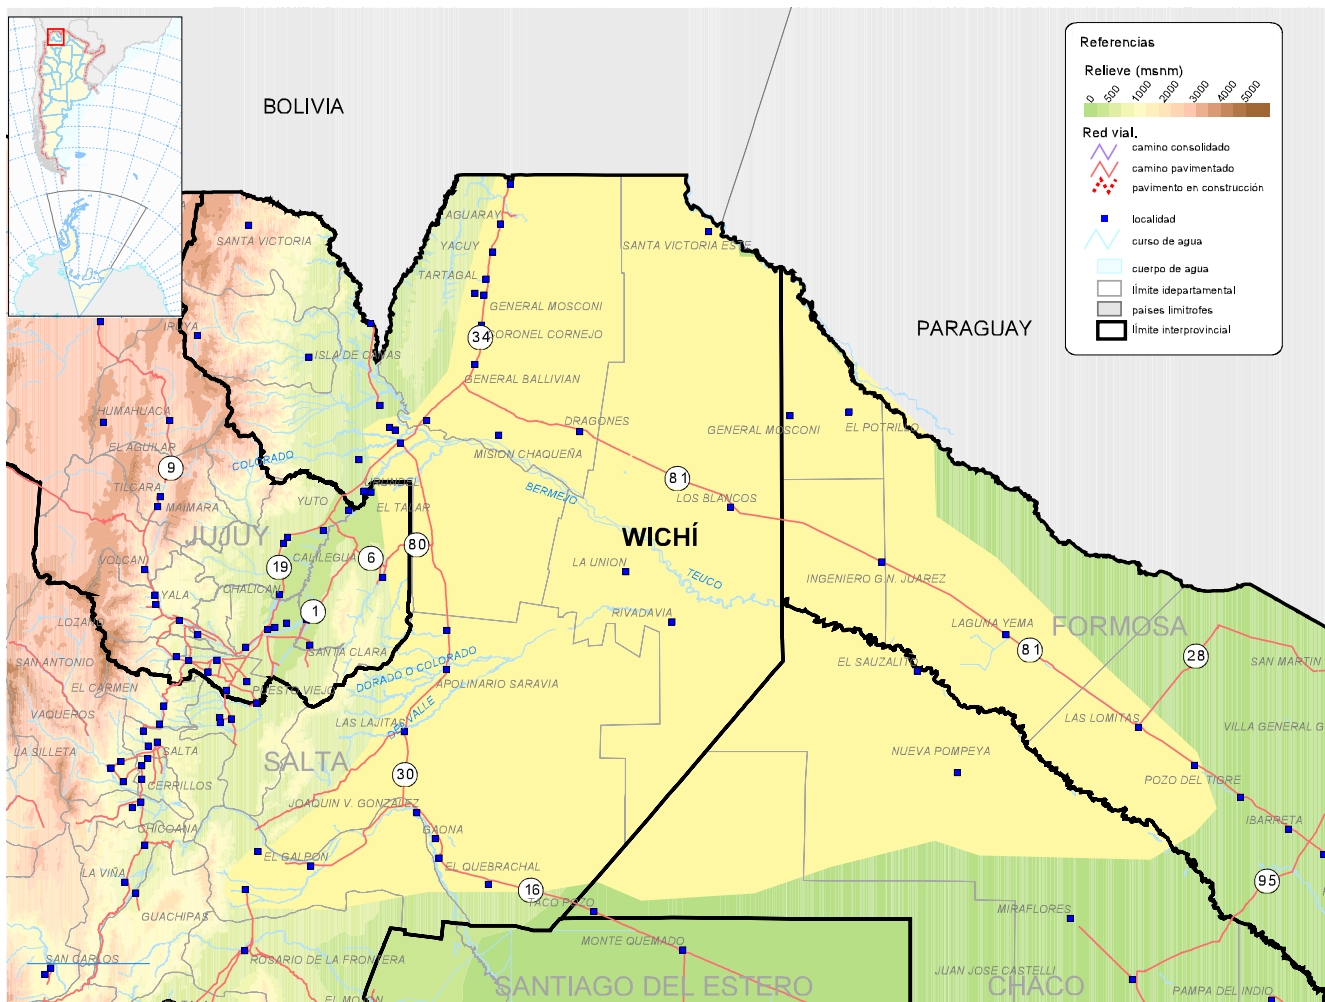 BOLIVIA
PARAGUAY
Referencias
Relieve (msnm)
0 500 1000 2000 3000 4000 5000
Red vial.
camino consolidado
camino pavimentado
pavimento en construcción
localidad
curso de agua
cuerpo de agua
límite idepartamental
paises limítrofes
límite interprovincial
AGUARAY
SANTA VICTORIA
YACUY
SANTA VICTORIA ESTE
TARTAGAL
GENERAL MOSCONI
IRUYA
34
CORONEL CORNEJO
ISLA DE CAÑAS
GENERAL BALLIVIAN
HUMAHUACA
DRAGONES
GENERAL MOSCONI
EL POTRILLO
EL AGUILAR
MISION CHAQUEÑA
COLORADO
9
81
TILCARA
URUNDEL
BERMEJO
YUTO
EL TALAR
LOS BLANCOS
MAIMARA
JUJUY
WICHÍ
VOLCAN
CALILEGUA
6
80
LA UNION
TEUCO
INGENIERO G.N. JUAREZ
19
CHALICAN
YALA
1
RIVADAVIA
LOZANO
LAGUNA YEMA
FORMOSA
SANTA CLARA
81
28
SAN ANTONIO
EL SAUZALITO
SAN MARTIN
DORADO O COLORADO
EL CARMEN
PUESTO VIEJO
APOLINARIO SARAVIA
VAQUEROS
LAS LAJITAS
DEL VALLE
LAS LOMITAS
VILLA GENERAL G
LA SILLETA
SALTA
SALTA
NUEVA POMPEYA
30
POZO DEL TIGRE
CERRILLOS
JOAQUIN V. GONZALEZ
CHICOANA
GAONA
IBARRETA
EL GALPON
EL QUEBRACHAL
LA VIÑA
16
95
TACO POZO
GUACHIPAS
MIRAFLORES
MONTE QUEMADO
SAN CARLOS
ROSARIO DE LA FRONTERA
JUAN JOSE CASTELLI
SANTIAGO DEL ESTERO
CHACO
PAMPA DEL INDIO